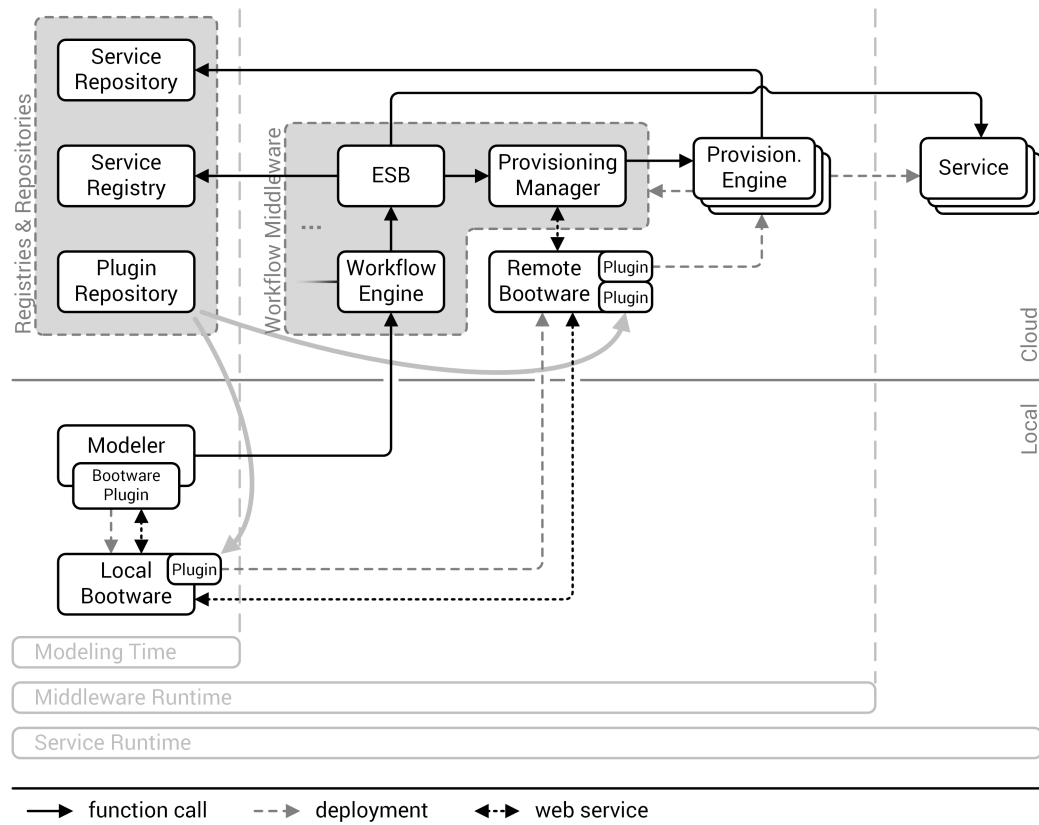 Registries & Repositories
Service
Repository
Service
Registry
Plugin
Repository
Workflow Middleware
ESB
Provisioning
Manager
Provision.
Engine
Service
...
Workflow
Engine
Remote
Bootware
Plugin
Plugin
Cloud
Local
Modeler
Bootware
Plugin
Local
Bootware
Plugin
Modeling Time
Middleware Runtime
Service Runtime
function call
deployment
web service